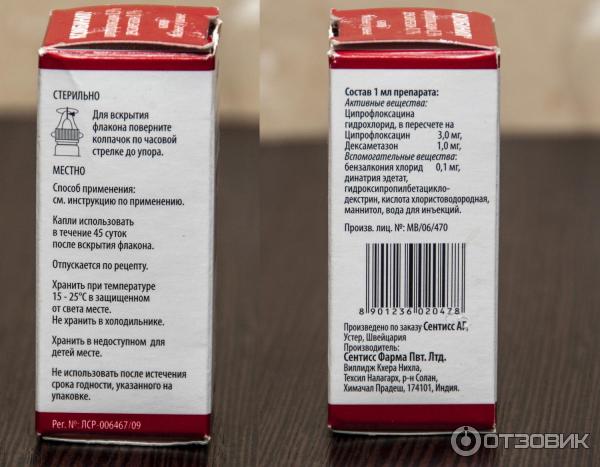 СТЕРИЛЬНО
Для вскрытия
флакона поверните
колпачок по часовой
стрелке до упора.
МЕСТНО
Способ применения:
см. инструкцию по применению.
Капли использовать
в течение 45 суток
после вскрытия флакона.
Отпускается по рецепту.
Хранить при температуре
15 - 25°С в защищенном
от света месте.
Не хранить в холодильнике.
Хранить в недоступном для
детей месте.
Не использовать после истечения
срока годности, указанного на
упаковке.
Рег. №: ЛСР-006467/09
Состав 1 мл препарата:
Активные вещества:
Ципрофлоксацина
гидрохлорид, в пересчете на
Ципрофлоксацин 3,0 мг,
Дексаметазон 1,0 мг,
Вспомогательные вещества:
бензалкония хлорид 0,1 мг,
динатрия эдетат,
гидроксипропилбетацикло-
декстрин, кислота хлористоводородная,
маннитол, вода для инъекций.
Произв. лиц. №: MB/06/470
8 901236 020478
Произведено по заказу Сентисс АГ,
Устер, Швейцария
Производитель:
Сентисс Фарма Пвт. Лтд.
Виллидж Кхера Нихла,
Техсил Налагарх, р-н Солан,
Химачал Прадеш, 174101, Индия.
ОТЗОВИК